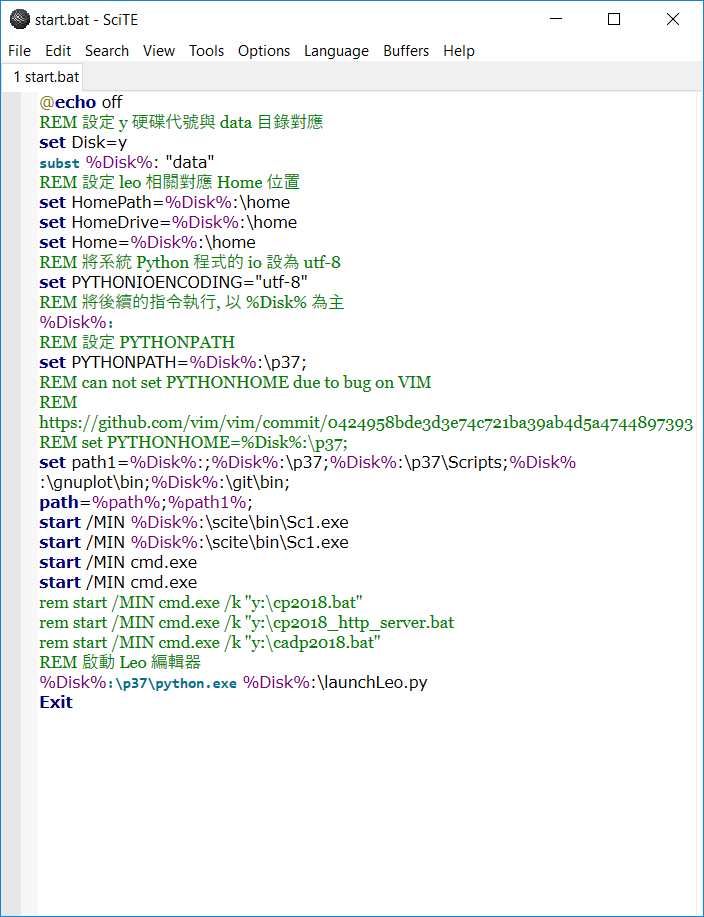 start.bat - SciTE
File Edit Search View Tools Options Language Buffers Help
1 start.bat
@echo off
REM 設定 y 硬碟代號與 data 目錄對應
set Disk=y
subst %Disk%: "data"
REM 設定 leo 相關對應 Home 位置
set HomePath=%Disk%:\home
set HomeDrive=%Disk%:\home
set Home=%Disk%:\home
REM 將系統 Python 程式的 io 設為 utf-8
set PYTHONIOENCODING="utf-8"
REM 將後續的指令執行, 以 %Disk% 為主
%Disk%:
REM 設定 PYTHONPATH
set PYTHONPATH=%Disk%:\p37;
REM can not set PYTHONHOME due to bug on VIM
REM
https://github.com/vim/vim/commit/0424958bde3d3e74c721ba39ab4d5a4744897393
REM set PYTHONHOME=%Disk%:\p37;
set path1=%Disk%:;%Disk%:\p37;%Disk%:\p37\Scripts;%Disk%
:\gnuplot\bin;%Disk%:\git\bin;
path=%path%;%path1%;
start /MIN %Disk%:\scite\bin\Sc1.exe
start /MIN %Disk%:\scite\bin\Sc1.exe
start /MIN cmd.exe
start /MIN cmd.exe
rem start /MIN cmd.exe /k "y:\cp2018.bat"
rem start /MIN cmd.exe /k "y:\cp2018_http_server.bat
rem start /MIN cmd.exe /k "y:\cadp2018.bat"
REM 啟動 Leo 編輯器
%Disk%:\p37\python.exe %Disk%:\launchLeo.py
Exit